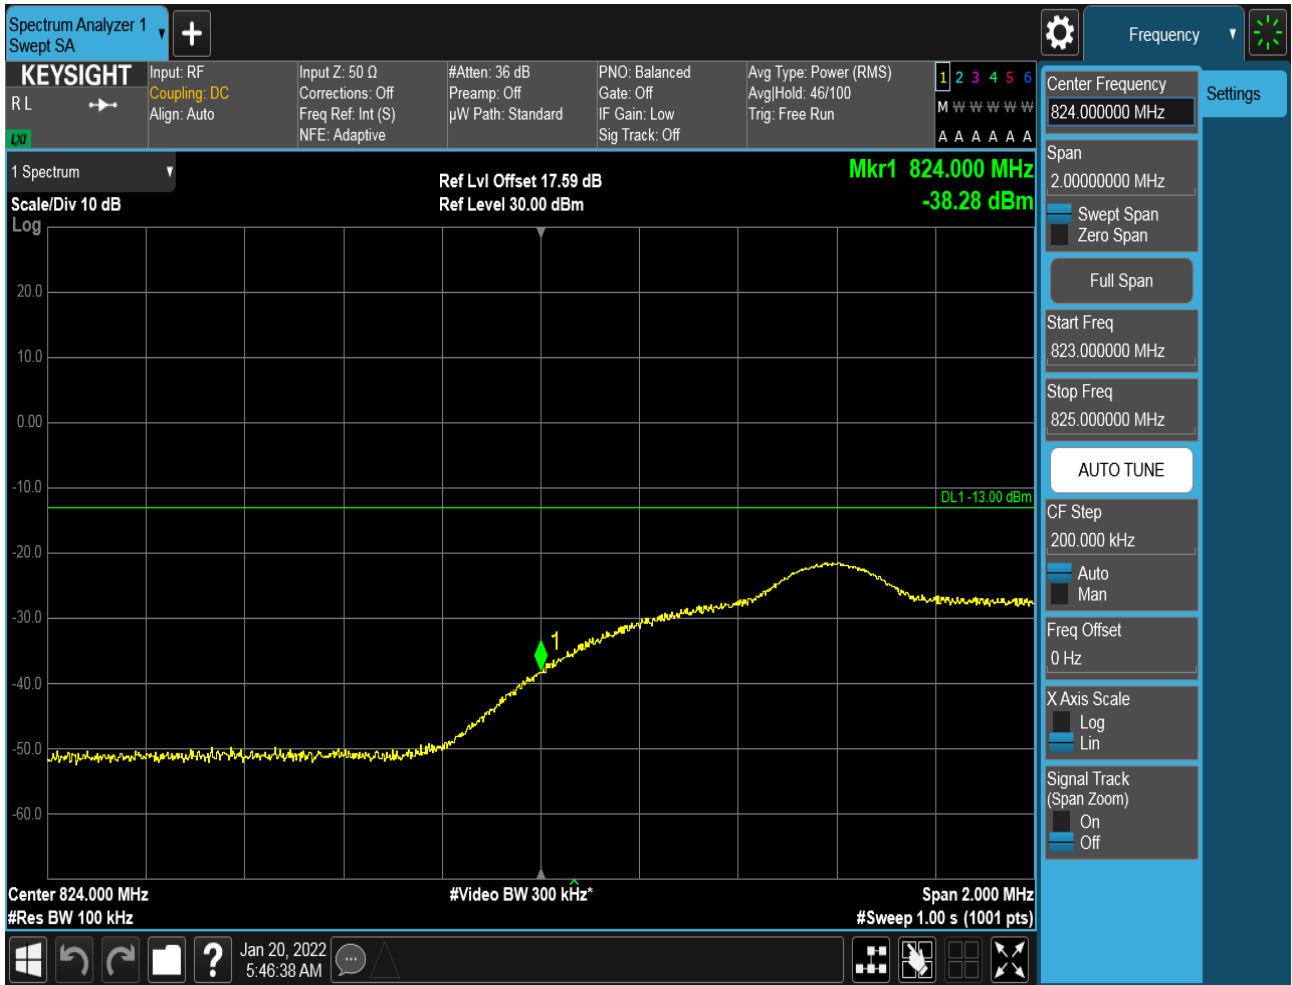 Spectrum Analyzer 1
Swept SA
Frequency
KEYSIGHT
R L
LXI
Input: RF
Coupling: DC
Align: Auto
Input Z: 50 Ω
Corrections: Off
Freq Ref: Int (S)
NFE: Adaptive
#Atten: 36 dB
Preamp: Off
µW Path: Standard
PNO: Balanced
Gate: Off
IF Gain: Low
Sig Track: Off
Avg Type: Power (RMS)
Avg|Hold: 46/100
Trig: Free Run
1 2 3 4 5 6
M W W W W W
A A A A A A
1 Spectrum
Scale/Div 10 dB
Log
Ref Lvl Offset 17.59 dB
Ref Level 30.00 dBm
Mkr1 824.000 MHz
-38.28 dBm
20.0
10.0
0.00
-10.0
DL1 -13.00 dBm
-20.0
-30.0
1
-40.0
-50.0
-60.0
Center 824.000 MHz
#Res BW 100 kHz
#Video BW 300 kHz*
Span 2.000 MHz
#Sweep 1.00 s (1001 pts)
Jan 20, 2022
5:46:38 AM
Center Frequency
824.000000 MHz
Settings
Span
2.00000000 MHz
Swept Span
Zero Span
Full Span
Start Freq
823.000000 MHz
Stop Freq
825.000000 MHz
AUTO TUNE
CF Step
200.000 kHz
Auto
Man
Freq Offset
0 Hz
X Axis Scale
Log
Lin
Signal Track
(Span Zoom)
On
Off